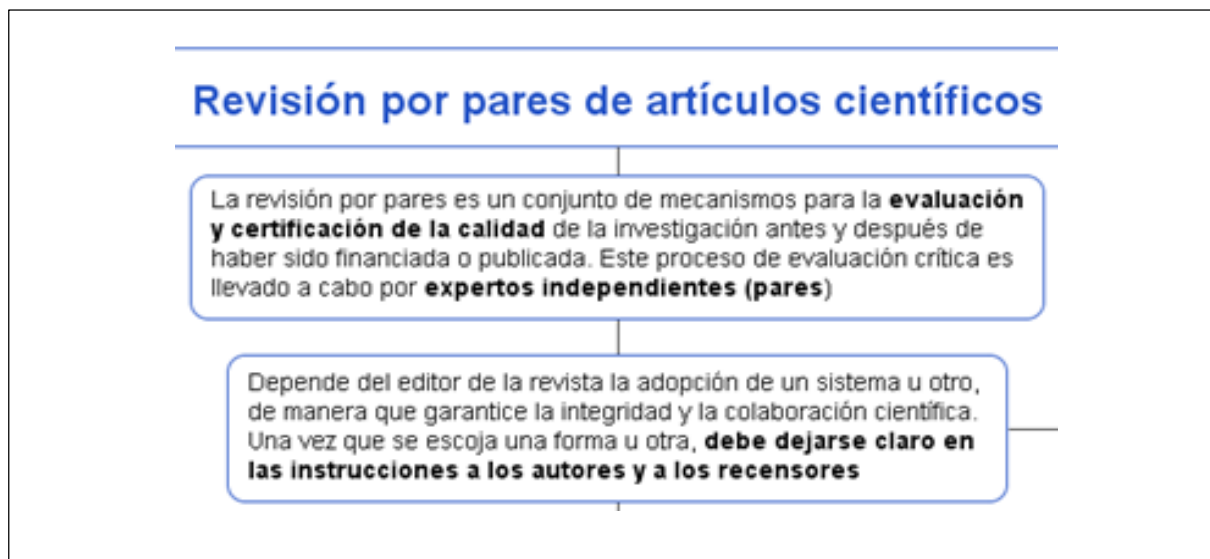 Revisión por pares de artículos científicos
La revisión por pares es un conjunto de mecanismos para la evaluación
y certificación de la calidad de la investigación antes y después de
haber sido financiada o publicada. Este proceso de evaluación crítica es
llevado a cabo por expertos independientes (pares)
Depende del editor de la revista la adopción de un sistema u otro,
de manera que garantice la integridad y la colaboración científica.
Una vez que se escoja una forma u otra, debe dejarse claro en
las instrucciones a los autores y a los recensores